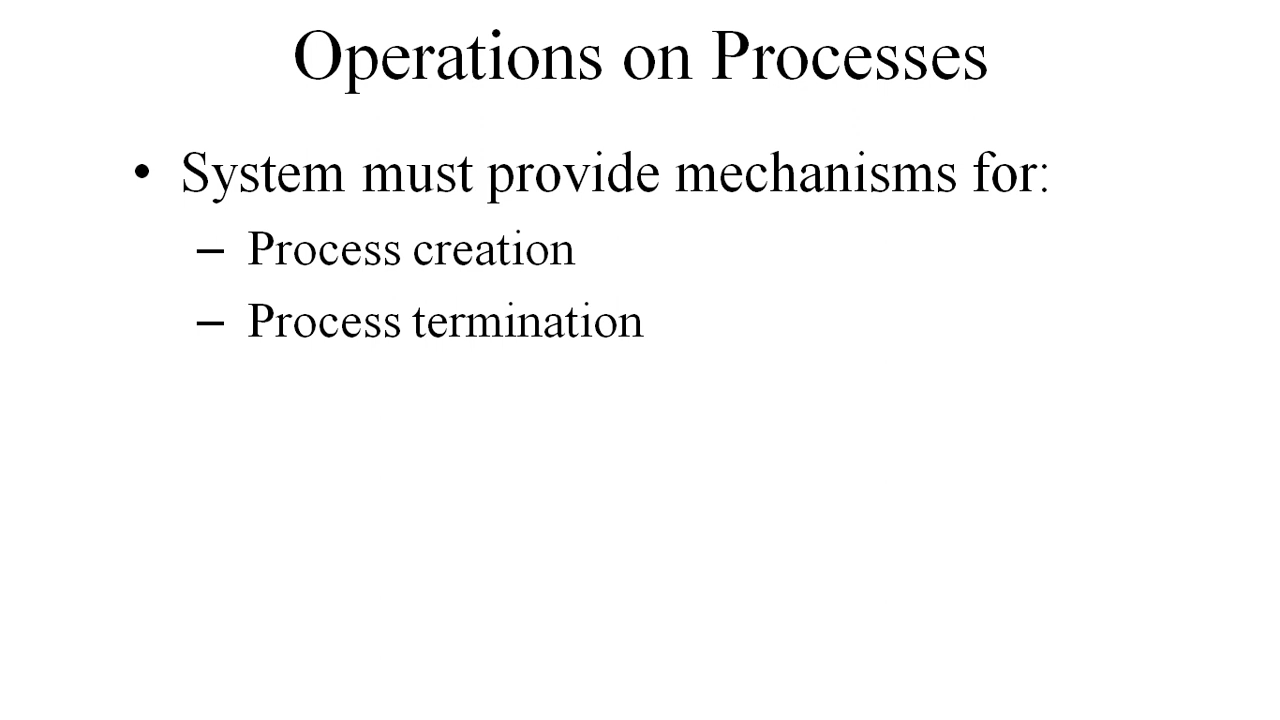 Operations on Processes
• System must provide mechanisms for:
– Process creation
– Process termination